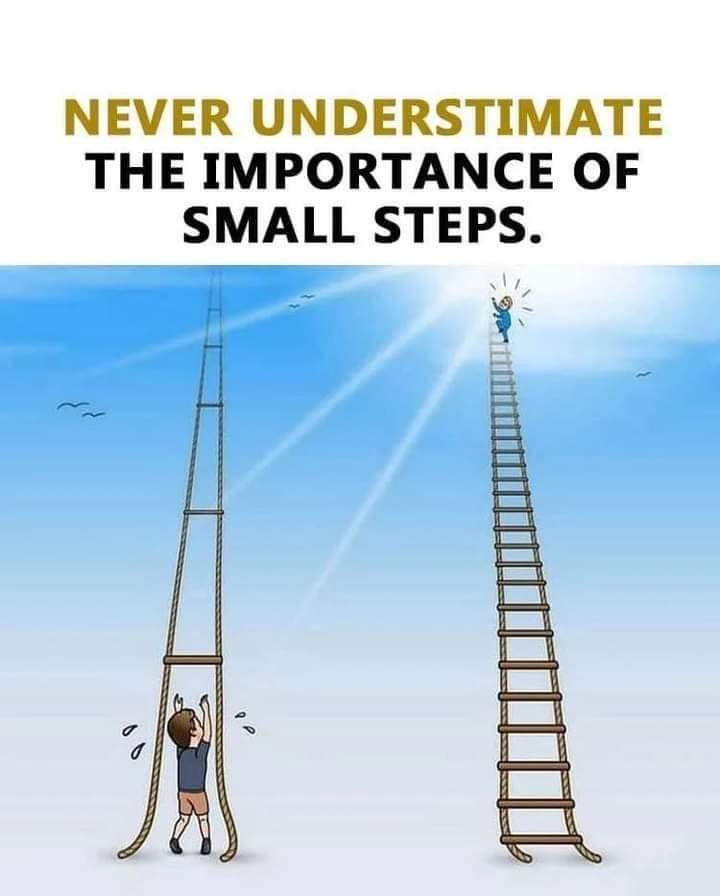 NEVER UNDERSTIMATE
THE IMPORTANCE OF
SMALL STEPS.